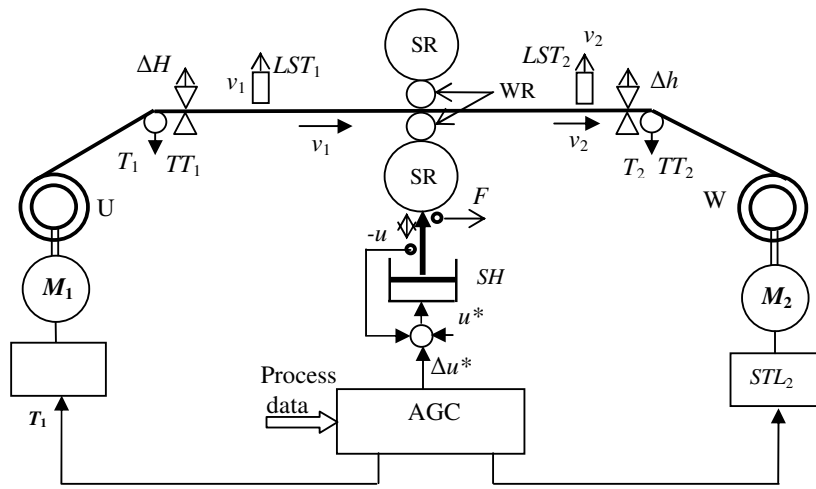 SR
ΔH
LST₁
v₁
LST₂
v₂
Δh
WR
v₁
v₂
T₁
TT₁
T₂
TT₂
SR
U
W
F
-u
M₁
SH
M₂
u*
Δu*
Process
data
AGC
STL₂
T₁